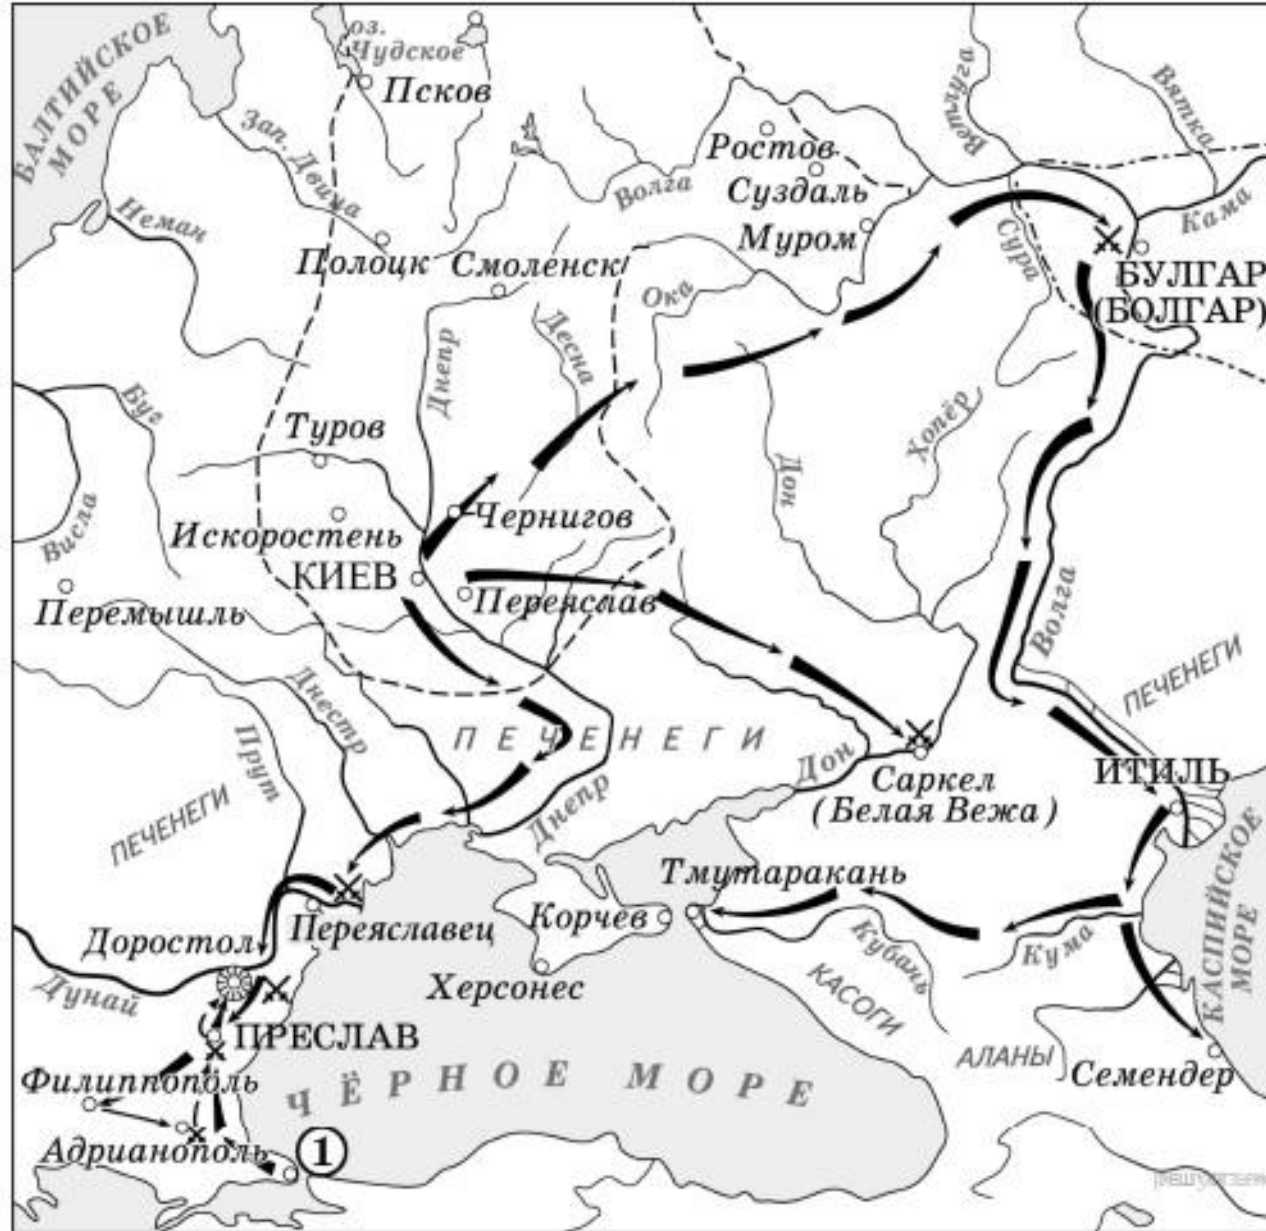 БАЛТИЙСКОЕ
МОРЕ
оз.
Чудское
Псков
Зап. Двина
Неман
Полоцк
Смоленск
Волга
Ростов
Суздаль
Муром
Ветлуга
Вятка
Кама
Сура
БУЛГАР
(БОЛГАР)
Ока
Десна
Днепр
Буг
Туров
Хопёр
Дон
Висла
Искоростень
Чернигов
КИЕВ
Переяслав
Перемышль
Волга
ПЕЧЕНЕГИ
Днестр
Прут
ПЕЧЕНЕГИ
ПЕЧЕНЕГИ
Днепр
Дон
Саркел
(Белая Вежа)
ИТИЛЬ
КАСПИЙСКОЕ
МОРЕ
Тмутаракань
Корчев
Переяславец
Доростол
Дунай
Херсонес
Кубань
Кума
КАСОГИ
АЛАНЫ
Семендер
ПРЕСЛАВ
Филиппополь
ЧЁРНОЕ МОРЕ
Адрианополь
1